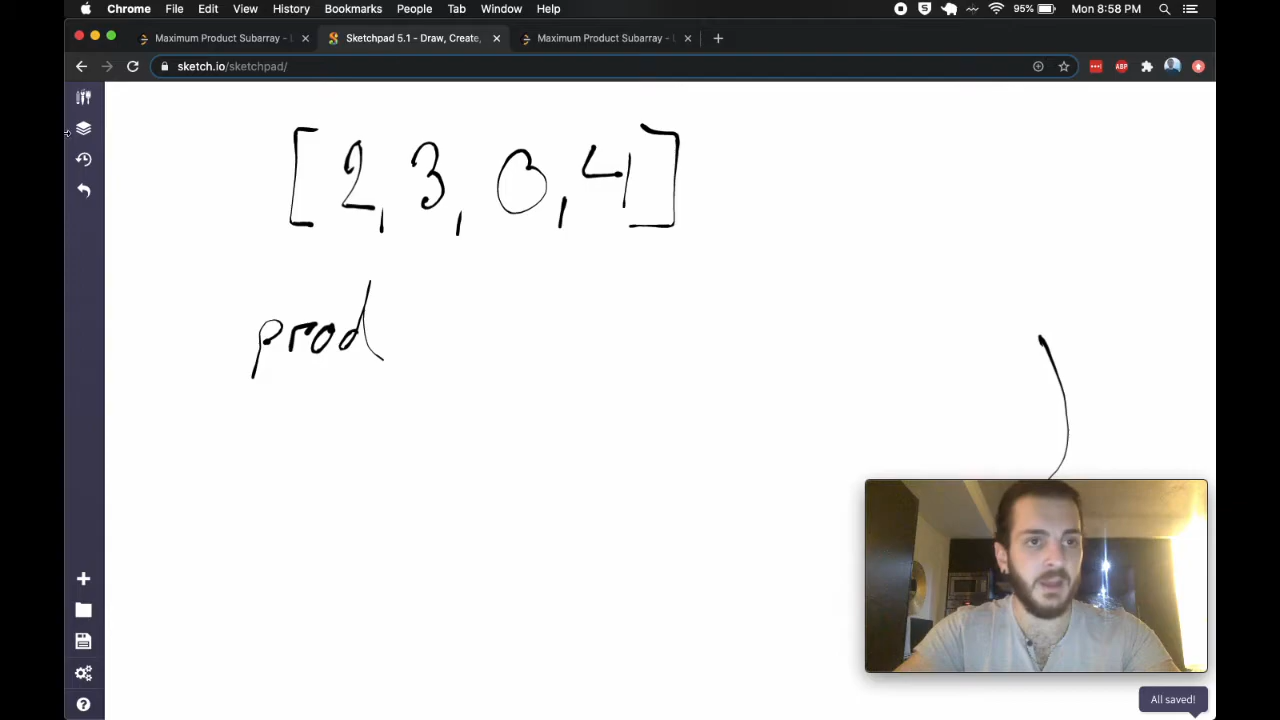 Chrome File Edit View History Bookmarks People Tab Window Help 95% Mon 8:58 PM
Maximum Product Subarray - L Sketchpad 5.1 - Draw, Create, Maximum Product Subarray - L
sketch.io/sketchpad/ ABP
[2, 3, 0, 4]
prod
All saved!